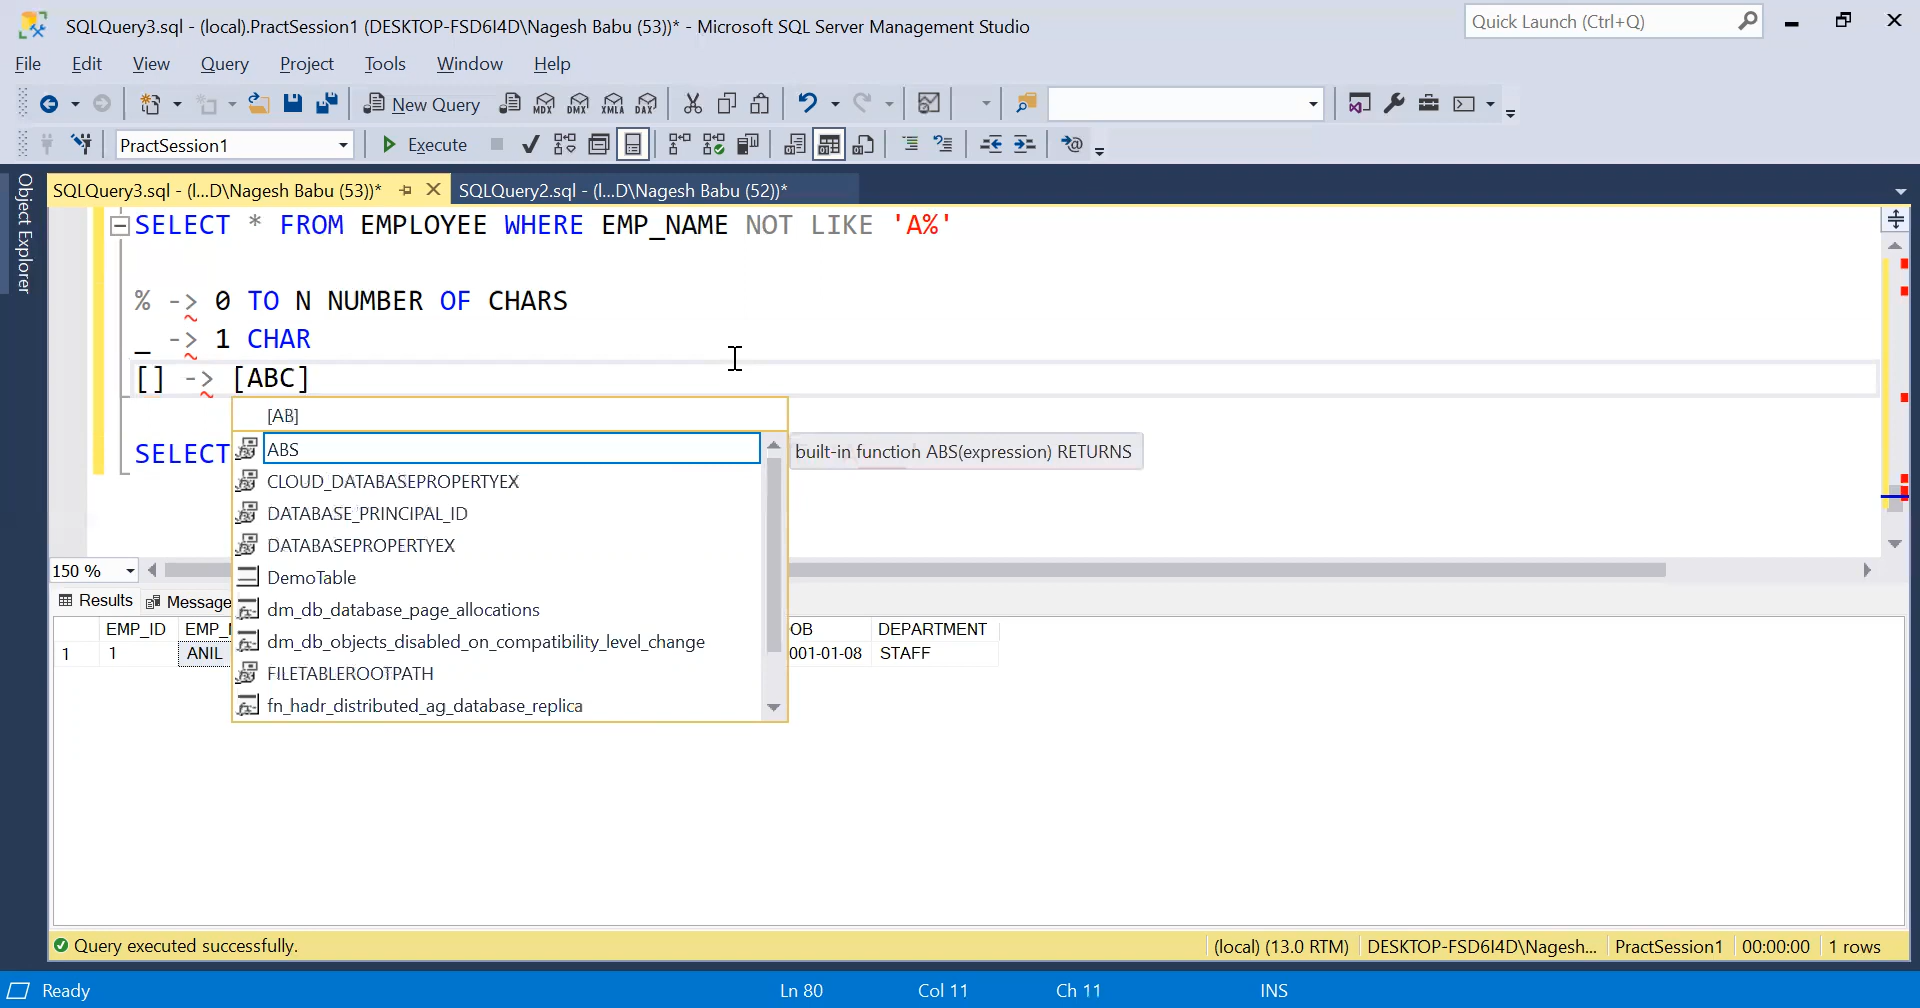 SQLQuery3.sql - (local).PractSession1 (DESKTOP-FSD6I4D\Nagesh Babu (53))* - Microsoft SQL Server Management Studio
Quick Launch (Ctrl+Q)
File Edit View Query Project Tools Window Help
New Query MDX DMX XMLA DAX
PractSession1 Execute
Object Explorer
SQLQuery3.sql - (l...D\Nagesh Babu (53))* SQLQuery2.sql - (l...D\Nagesh Babu (52))*
SELECT * FROM EMPLOYEE WHERE EMP_NAME NOT LIKE 'A%'
% -> 0 TO N NUMBER OF CHARS
_ -> 1 CHAR
[] -> [ABC]
SELECT
[AB]
ABS
built-in function ABS(expression) RETURNS
CLOUD_DATABASEPROPERTYEX
DATABASE_PRINCIPAL_ID
DATABASEPROPERTYEX
DemoTable
dm_db_database_page_allocations
dm_db_objects_disabled_on_compatibility_level_change
FILETABLEROOTPATH
fn_hadr_distributed_ag_database_replica
150 %
Results Message
EMP_ID EMP_ OB DEPARTMENT
1 1 ANIL 001-01-08 STAFF
Query executed successfully. (local) (13.0 RTM) DESKTOP-FSD6I4D\Nagesh... PractSession1 00:00:00 1 rows
Ready Ln 80 Col 11 Ch 11 INS